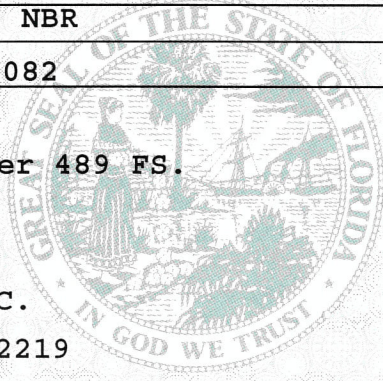 NBR
082
er 489 FS.
C.
2219
GREAT SEAL OF THE STATE OF FLORIDA
IN GOD WE TRUST